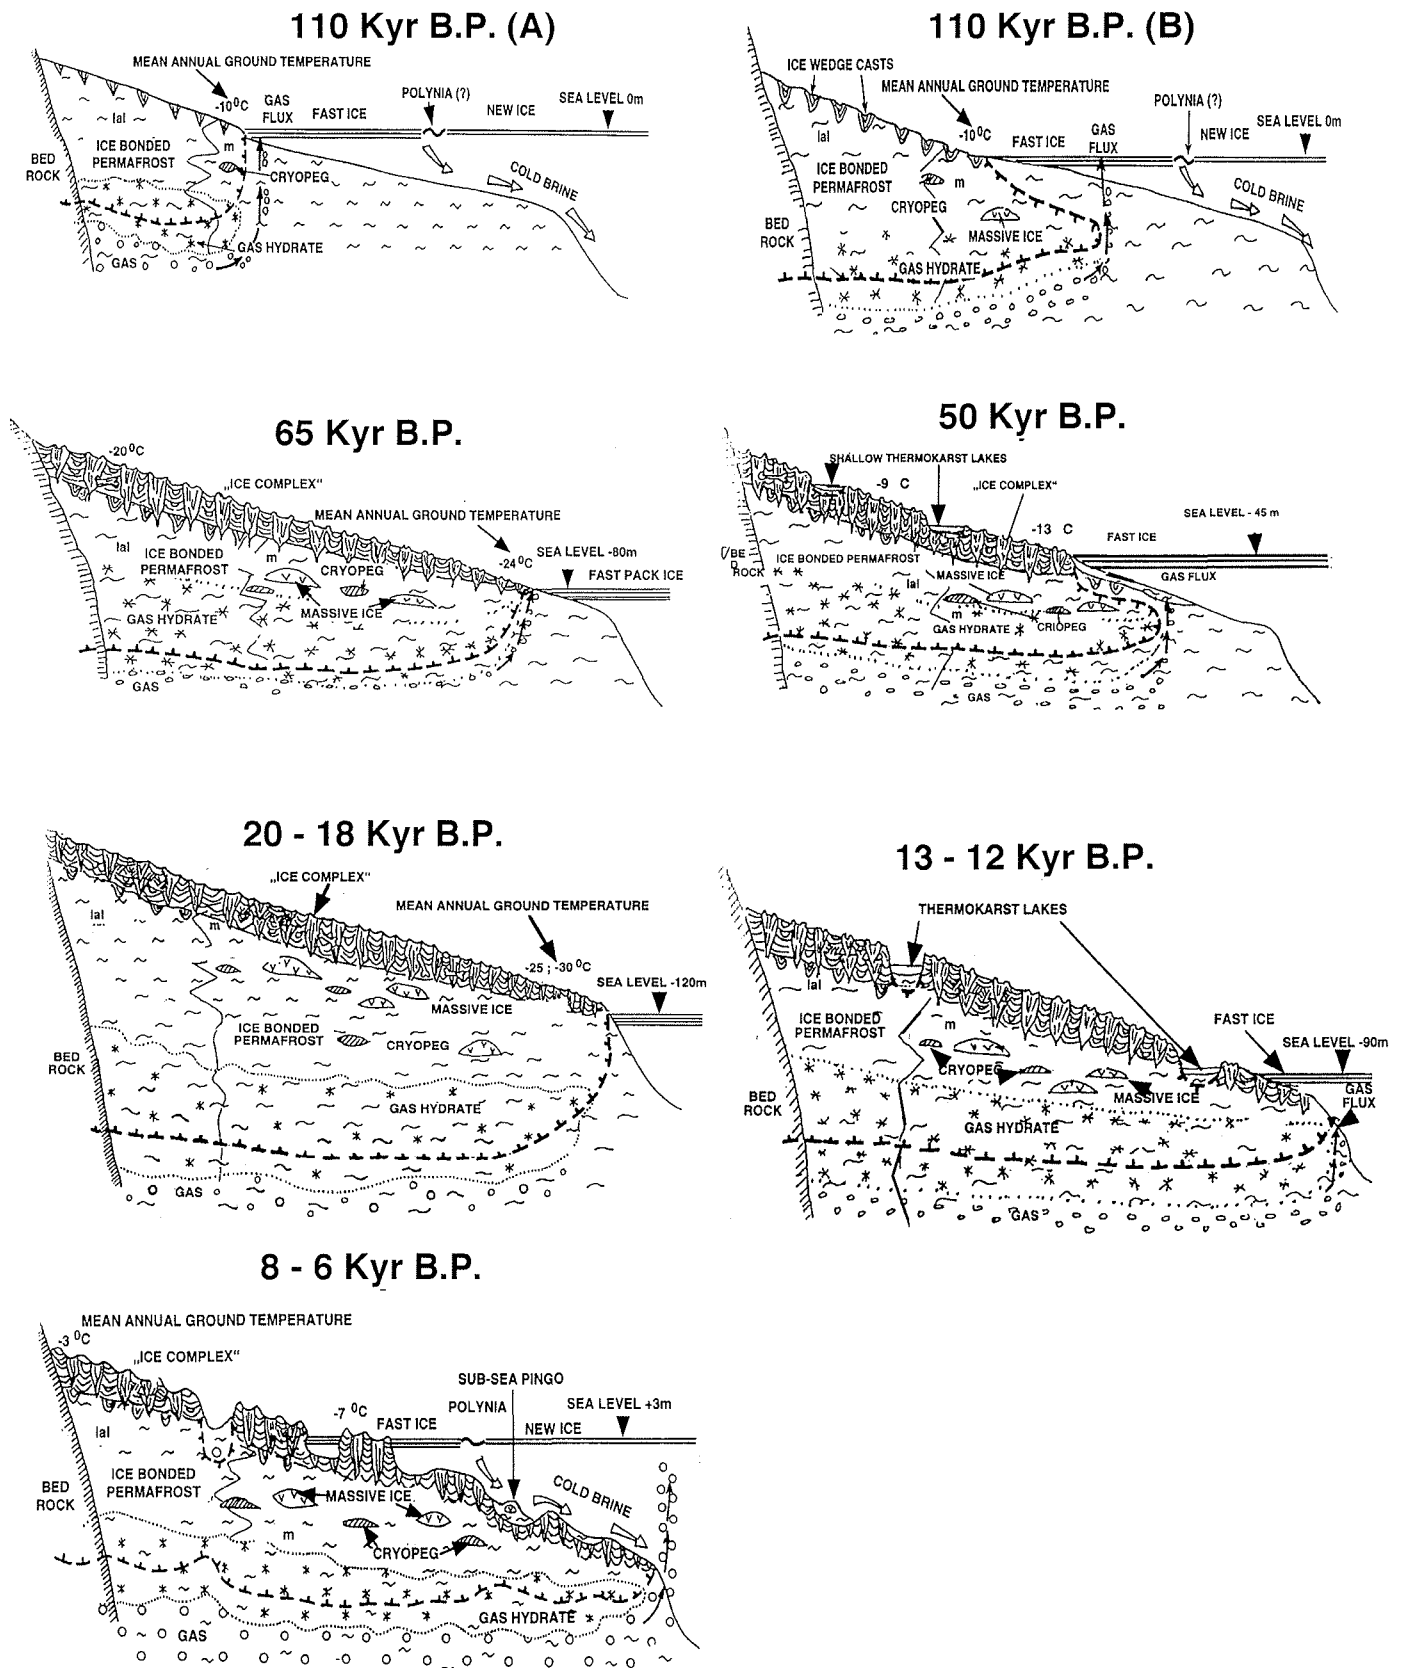 110 Kyr B.P. (A)
MEAN ANNUAL GROUND TEMPERATURE
-10⁰C
GAS
FLUX
FAST ICE
POLYNIA (?)
NEW ICE
SEA LEVEL 0m
lal
ICE BONDED
PERMAFROST
m
BED
ROCK
CRYOPEG
COLD BRINE
GAS HYDRATE
GAS
110 Kyr B.P. (B)
ICE WEDGE CASTS
MEAN ANNUAL GROUND TEMPERATURE
-10⁰C
FAST ICE
GAS
FLUX
POLYNIA (?)
NEW ICE
SEA LEVEL 0m
lal
ICE BONDED
PERMAFROST
m
CRYOPEG
COLD BRINE
BED
ROCK
MASSIVE ICE
GAS HYDRATE
65 Kyr B.P.
-20⁰C
„ICE COMPLEX“
MEAN ANNUAL GROUND TEMPERATURE
-24⁰C
SEA LEVEL -80m
FAST PACK ICE
lal
ICE BONDED
PERMAFROST
m
CRYOPEG
MASSIVE ICE
GAS HYDRATE
GAS
50 Kyr B.P.
SHALLOW THERMOKARST LAKES
-9 C
„ICE COMPLEX“
-13 C
FAST ICE
SEA LEVEL - 45 m
BE
D
ROCK
ICE BONDED PERMAFROST
lal
MASSIVE ICE
GAS FLUX
m
GAS HYDRATE
CRIOPEG
GAS
20 - 18 Kyr B.P.
„ICE COMPLEX“
MEAN ANNUAL GROUND TEMPERATURE
-25 ; -30 ⁰C
SEA LEVEL -120m
lal
m
MASSIVE ICE
ICE BONDED
PERMAFROST
CRYOPEG
BED
ROCK
GAS HYDRATE
GAS
13 - 12 Kyr B.P.
THERMOKARST LAKES
lal
ICE BONDED
PERMAFROST
m
FAST ICE
SEA LEVEL -90m
CRYOPEG
MASSIVE ICE
GAS
FLUX
BED
ROCK
GAS HYDRATE
GAS
8 - 6 Kyr B.P.
MEAN ANNUAL GROUND TEMPERATURE
-3 ⁰C
„ICE COMPLEX“
SUB-SEA PINGO
-7 ⁰C
FAST ICE
POLYNIA
NEW ICE
SEA LEVEL +3m
lal
ICE BONDED
PERMAFROST
BED
ROCK
MASSIVE ICE
COLD BRINE
m
CRYOPEG
GAS HYDRATE
GAS